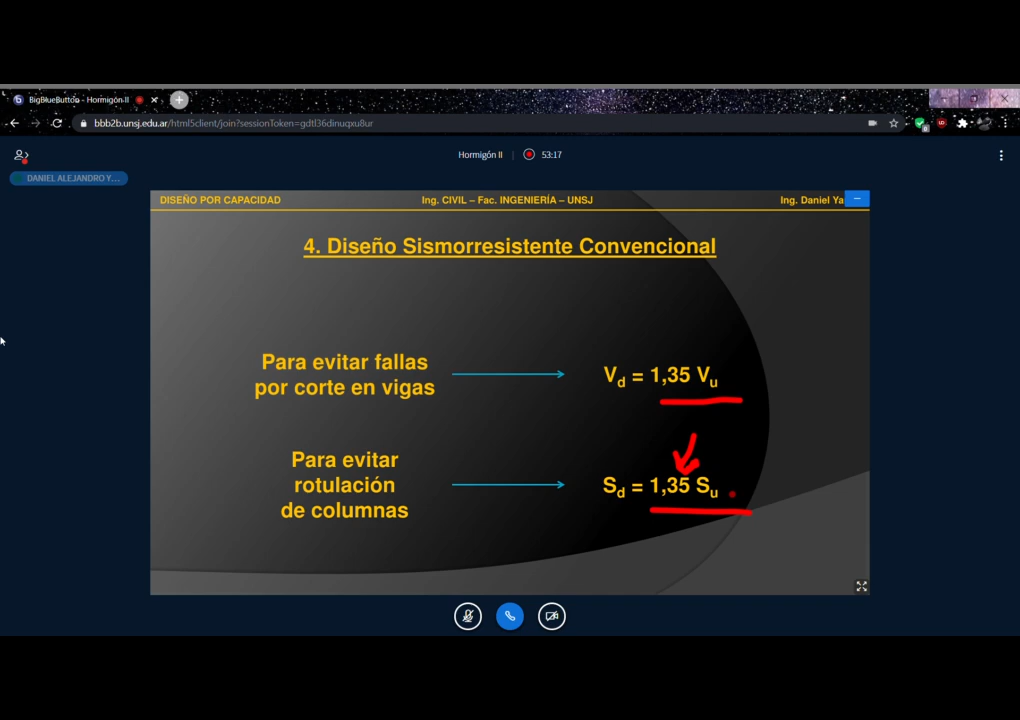 BigBlueButton - Hormigón II
bbb2b.unsj.edu.ar/html5client/join?sessionToken=gdtl36dinuqxu8ur
Hormigón II | 53:17
DANIEL ALEJANDRO Y...
DISEÑO POR CAPACIDAD Ing. CIVIL – Fac. INGENIERÍA – UNSJ Ing. Daniel Ya
4. Diseño Sismorresistente Convencional
Para evitar fallas
por corte en vigas
Vd = 1,35 Vu
Para evitar
rotulación
de columnas
Sd = 1,35 Su